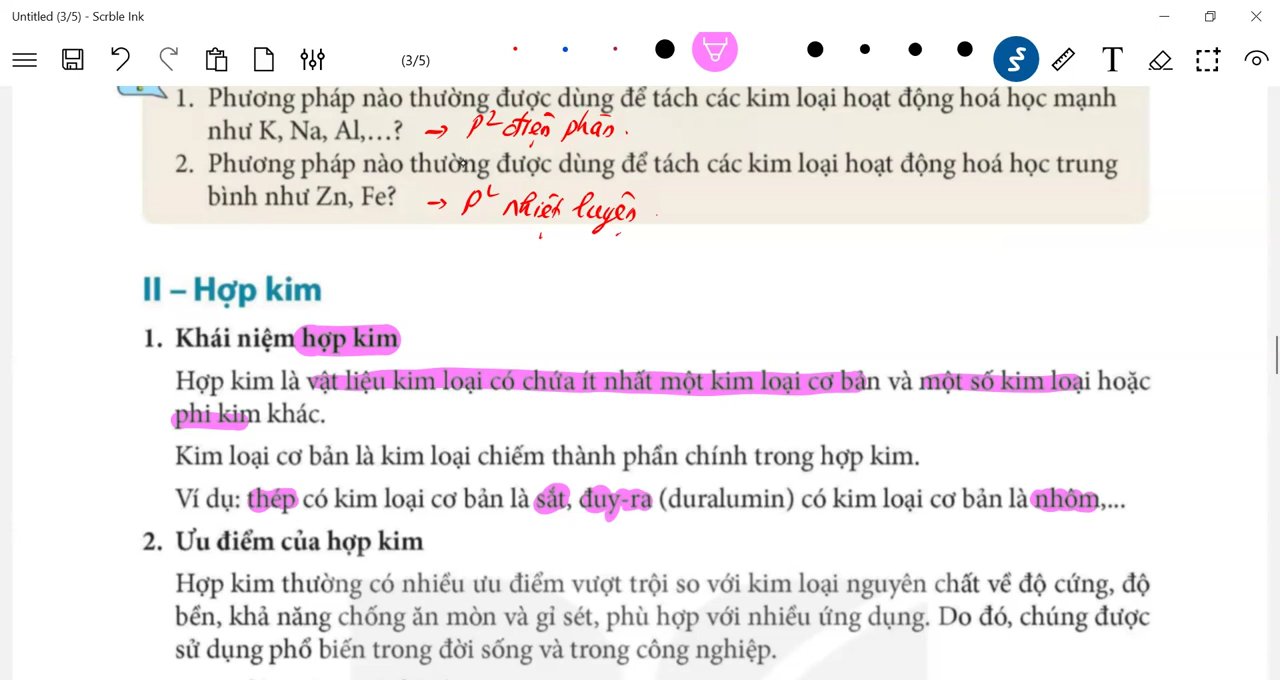 Untitled (3/5) - Scrble Ink
(3/5)
T
1. Phương pháp nào thường được dùng để tách các kim loại hoạt động hoá học mạnh
như K, Na, Al,...? → P² điện phân.
2. Phương pháp nào thường được dùng để tách các kim loại hoạt động hoá học trung
bình như Zn, Fe? → P² nhiệt luyện.
II – Hợp kim
1. Khái niệm hợp kim
Hợp kim là vật liệu kim loại có chứa ít nhất một kim loại cơ bản và một số kim loại hoặc
phi kim khác.
Kim loại cơ bản là kim loại chiếm thành phần chính trong hợp kim.
Ví dụ: thép có kim loại cơ bản là sắt, đuy-ra (duralumin) có kim loại cơ bản là nhôm,...
2. Ưu điểm của hợp kim
Hợp kim thường có nhiều ưu điểm vượt trội so với kim loại nguyên chất về độ cứng, độ
bền, khả năng chống ăn mòn và gỉ sét, phù hợp với nhiều ứng dụng. Do đó, chúng được
sử dụng phổ biến trong đời sống và trong công nghiệp.